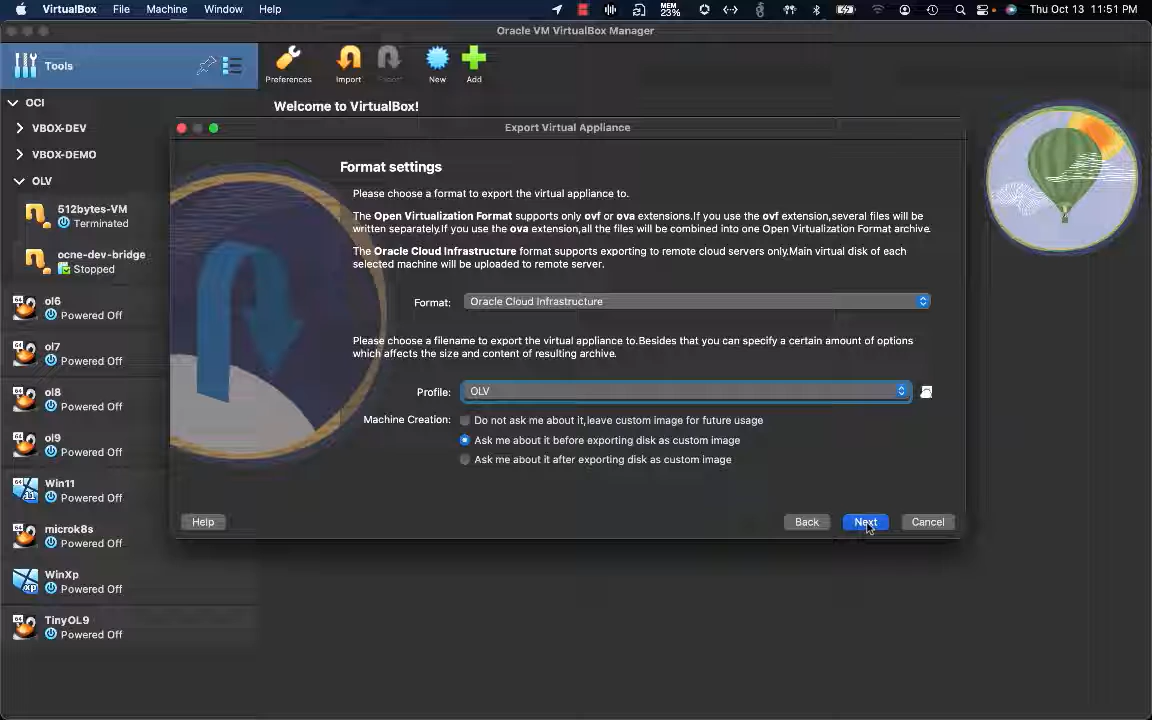 VirtualBox File Machine Window Help
MEM
23%
Thu Oct 13 11:51 PM
Oracle VM VirtualBox Manager
Tools
Preferences Import Export New Add
Welcome to VirtualBox!
OCI
VBOX-DEV
VBOX-DEMO
OLV
512bytes-VM
Terminated
ocne-dev-bridge
Stopped
64
ol6
Powered Off
64
ol7
Powered Off
64
ol8
Powered Off
64
ol9
Powered Off
64
11
Win11
Powered Off
64
microk8s
Powered Off
xp
WinXp
Powered Off
64
TinyOL9
Powered Off
Export Virtual Appliance
Format settings
Please choose a format to export the virtual appliance to.
The Open Virtualization Format supports only ovf or ova extensions.If you use the ovf extension,several files will be
written separately.If you use the ova extension,all the files will be combined into one Open Virtualization Format archive.
The Oracle Cloud Infrastructure format supports exporting to remote cloud servers only.Main virtual disk of each
selected machine will be uploaded to remote server.
Format: Oracle Cloud Infrastructure
Please choose a filename to export the virtual appliance to.Besides that you can specify a certain amount of options
which affects the size and content of resulting archive.
Profile: OLV
Machine Creation: Do not ask me about it,leave custom image for future usage
Ask me about it before exporting disk as custom image
Ask me about it after exporting disk as custom image
Help Back Next Cancel